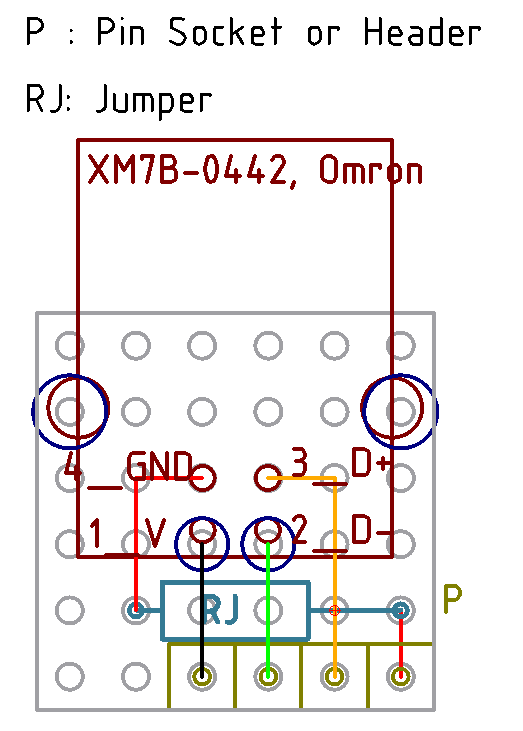 P : Pin Socket or Header
RJ: Jumper
XM7B-0442, Omron
4_GND 3_D+
1_V 2_D-
RJ P